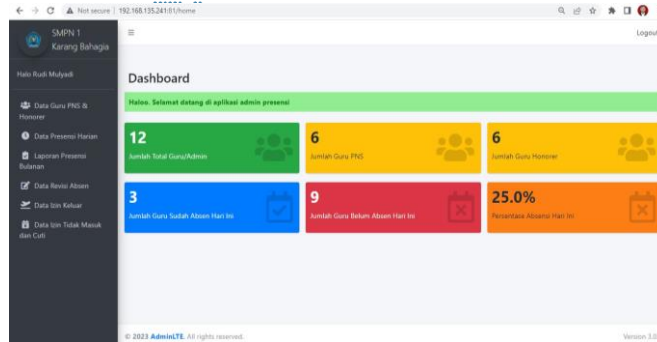 Not secure | 192.168.135.241:81/home
SMPN 1
Karang Bahagia
Logout
Halo Rudi Mulyadi
Dashboard
Haloo. Selamat datang di aplikasi admin presensi
Data Guru PNS &
Honorer
Data Presensi Harian
Laporan Presensi
Bulanan
Data Revisi Absen
Data Izin Keluar
Data Izin Tidak Masuk
dan Cuti
12
Jumlah Total Guru/Admin
6
Jumlah Guru PNS
6
Jumlah Guru Honorer
3
Jumlah Guru Sudah Absen Hari Ini
9
Jumlah Guru Belum Absen Hari Ini
25.0%
Persentase Absensi Hari Ini
© 2023 AdminLTE. All rights reserved.
Version 3.0